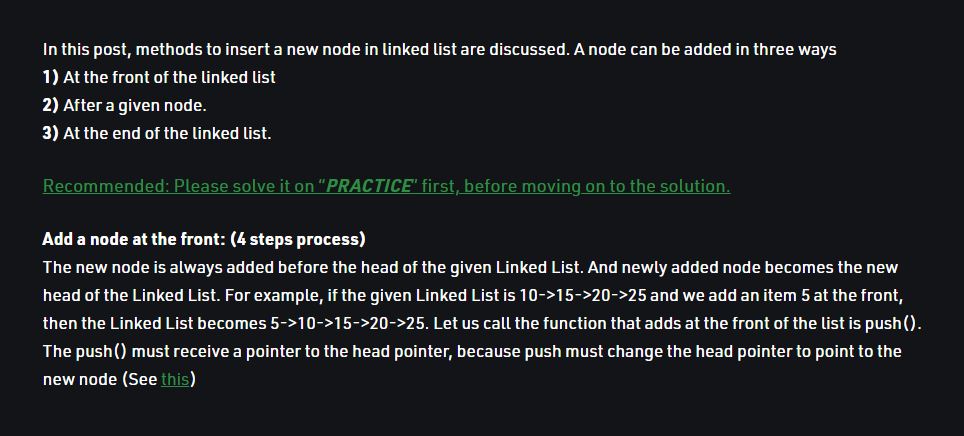 In this post, methods to insert a new node in linked list are discussed. A node can be added in three ways
1) At the front of the linked list
2) After a given node.
3) At the end of the linked list.
Recommended: Please solve it on “PRACTICE” first, before moving on to the solution.
Add a node at the front: (4 steps process)
The new node is always added before the head of the given Linked List. And newly added node becomes the new
head of the Linked List. For example, if the given Linked List is 10->15->20->25 and we add an item 5 at the front,
then the Linked List becomes 5->10->15->20->25. Let us call the function that adds at the front of the list is push().
The push() must receive a pointer to the head pointer, because push must change the head pointer to point to the
new node (See this)